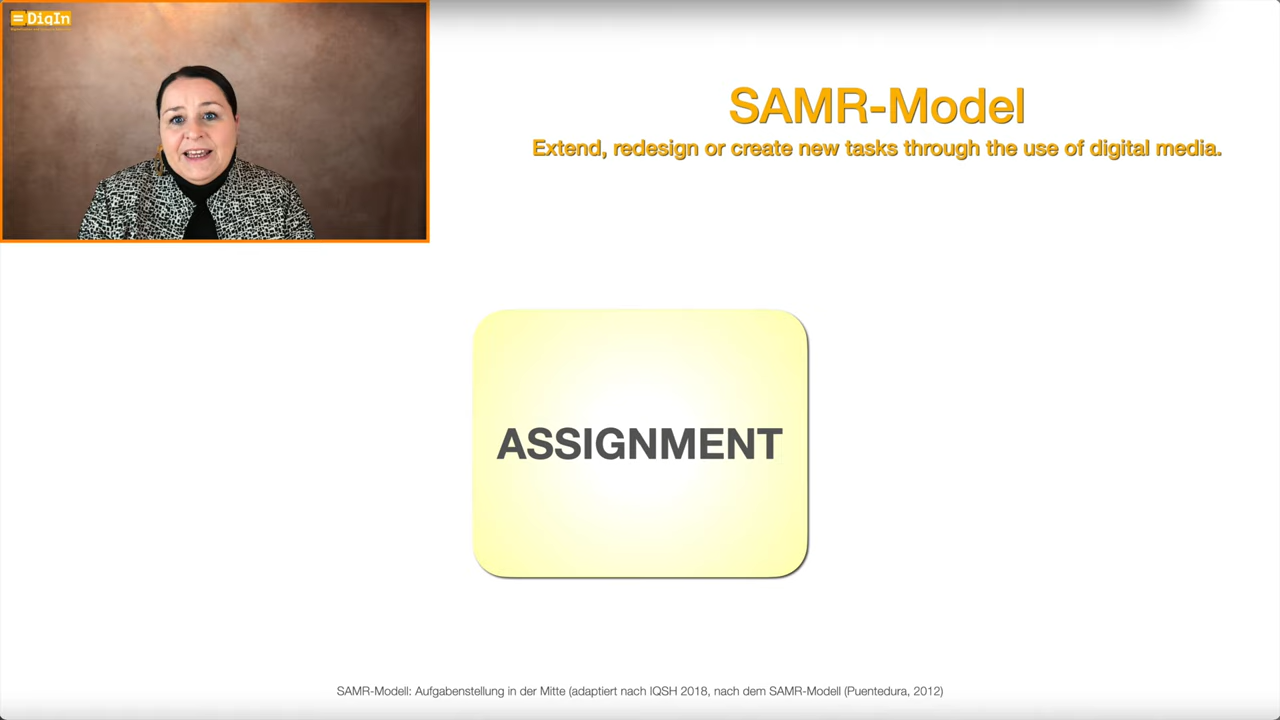 =DigIn
SAMR-Model
Extend, redesign or create new tasks through the use of digital media.
ASSIGNMENT
SAMR-Modell: Aufgabenstellung in der Mitte (adaptiert nach IQSH 2018, nach dem SAMR-Modell (Puentedura, 2012)